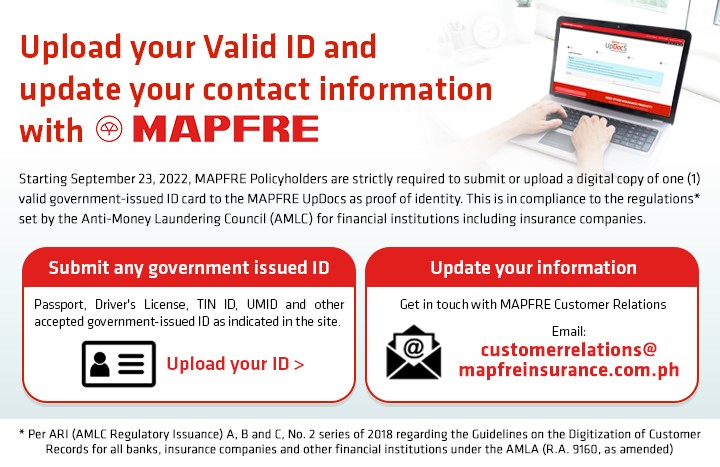 Upload your Valid ID and
update your contact information
with MAPFRE
UpDocS
Starting September 23, 2022, MAPFRE Policyholders are strictly required to submit or upload a digital copy of one (1)
valid government-issued ID card to the MAPFRE UpDocs as proof of identity. This is in compliance to the regulations*
set by the Anti-Money Laundering Council (AMLC) for financial institutions including insurance companies.
Submit any government issued ID
Passport, Driver's License, TIN ID, UMID and other
accepted government-issued ID as indicated in the site.
Upload your ID >
Update your information
Get in touch with MAPFRE Customer Relations
Email:
customerrelations@
mapfreinsurance.com.ph
* Per ARI (AMLC Regulatory Issuance) A, B and C, No. 2 series of 2018 regarding the Guidelines on the Digitization of Customer
Records for all banks, insurance companies and other financial institutions under the AMLA (R.A. 9160, as amended)